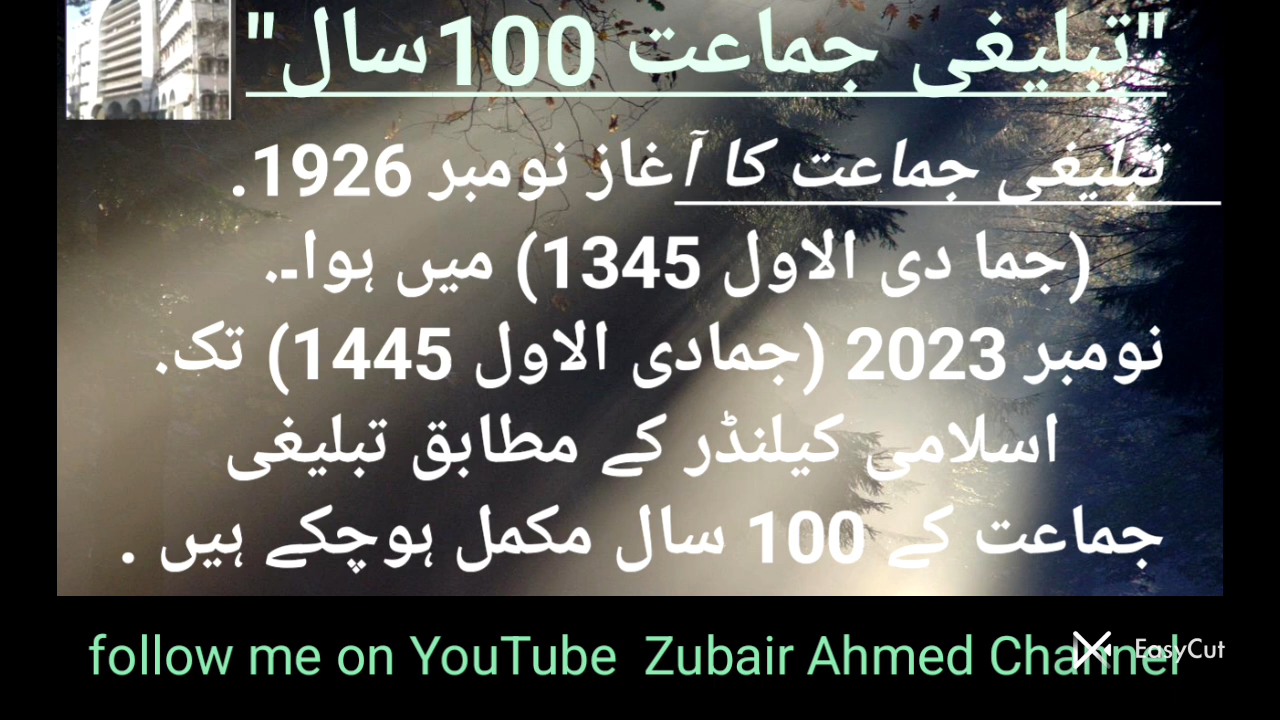 "تبلیغی جماعت 100سال"
تبلیغی جماعت کا آغاز نومبر 1926.
(جما دی الاول 1345) میں ہوا۔.
نومبر 2023 (جمادی الاول 1445) تک.
اسلامی کیلنڈر کے مطابق تبلیغی
جماعت کے 100 سال مکمل ہوچکے ہیں .
follow me on YouTube Zubair Ahmed Channel
EasyCut